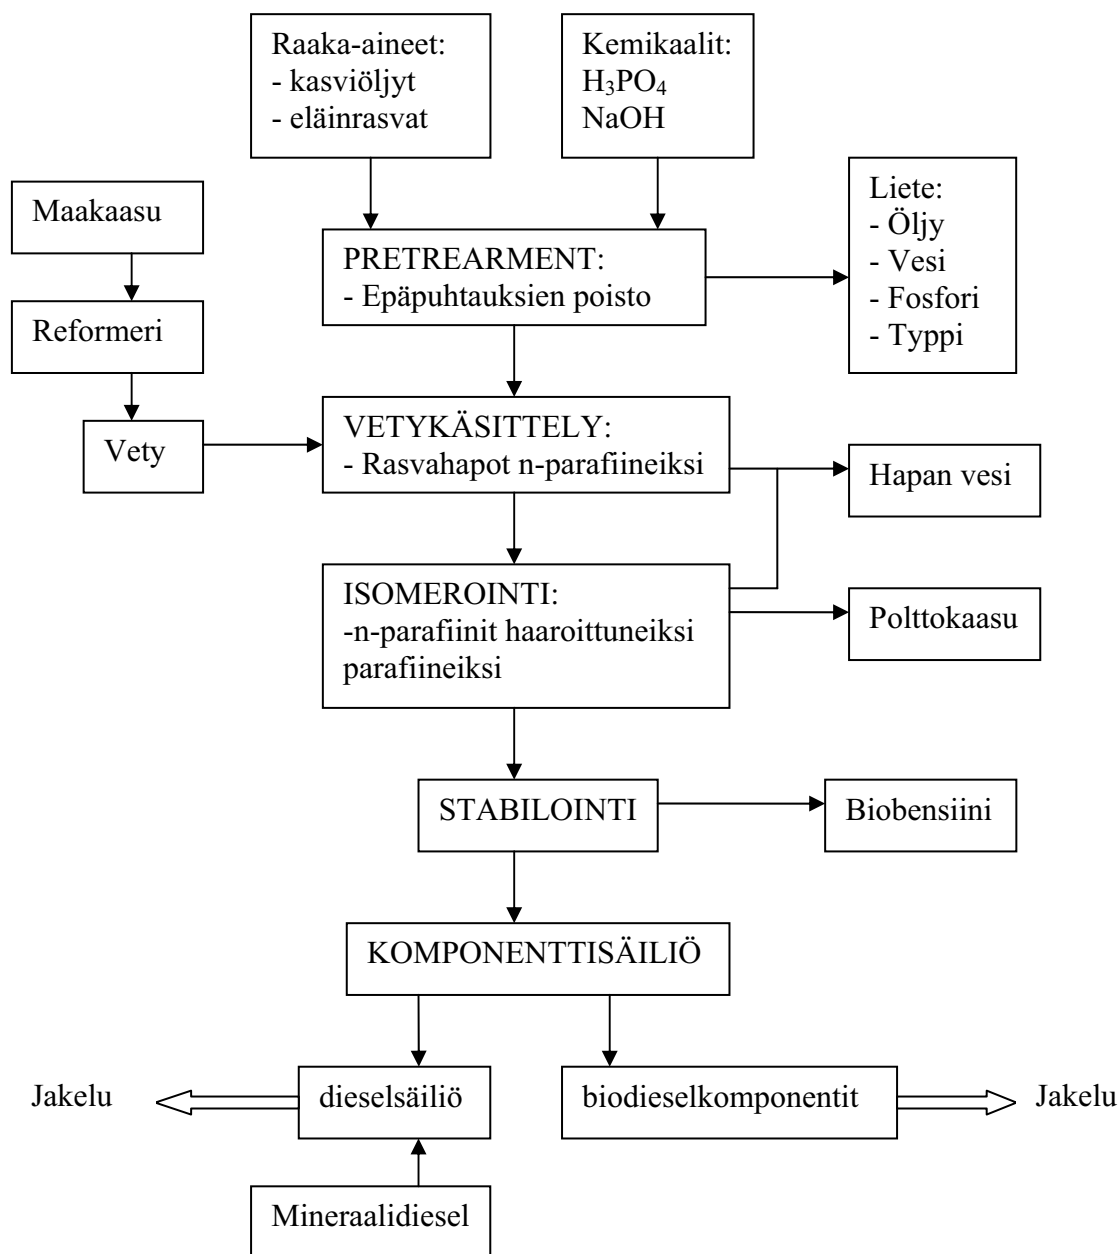 Raaka-aineet:
- kasviöljyt
- eläinrasvat
Kemikaalit:
H₃PO₄
NaOH
Maakaasu
Liete:
- Öljy
- Vesi
- Fosfori
- Typpi
PRETREARMENT:
- Epäpuhtauksien poisto
Reformeri
Vety
VETYKÄSITTELY:
- Rasvahapot n-parafiineiksi
Hapan vesi
ISOMEROINTI:
-n-parafiinit haaroittuneiksi
parafiineiksi
Polttokaasu
STABILOINTI
Biobensiini
KOMPONENTTISÄILIÖ
Jakelu
dieselsäiliö
biodieselkomponentit
Jakelu
Mineraalidiesel